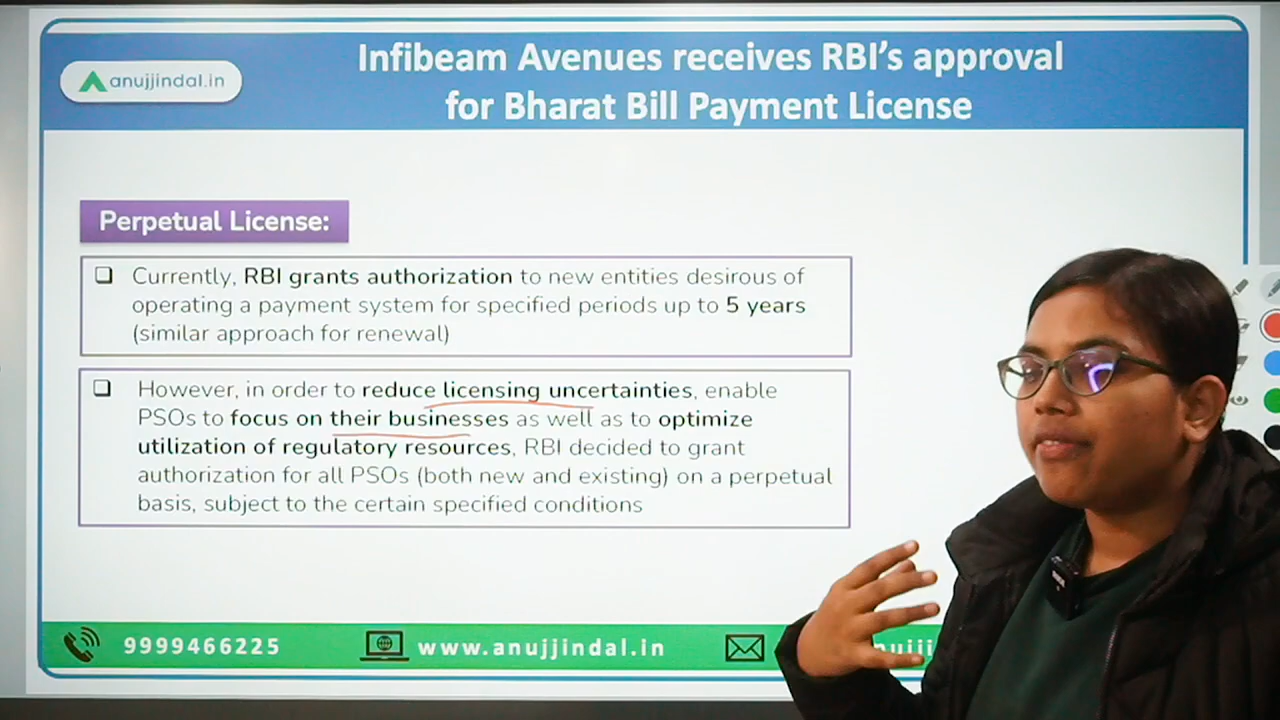 Infibeam Avenues receives RBI's approval
for Bharat Bill Payment License
anujjindal.in
Perpetual License:
Currently, RBI grants authorization to new entities desirous of
operating a payment system for specified periods up to 5 years
(similar approach for renewal)
However, in order to reduce licensing uncertainties, enable
PSOs to focus on their businesses as well as to optimize
utilization of regulatory resources, RBI decided to grant
authorization for all PSOs (both new and existing) on a perpetual
basis, subject to the certain specified conditions
9999466225
www.anujjindal.in